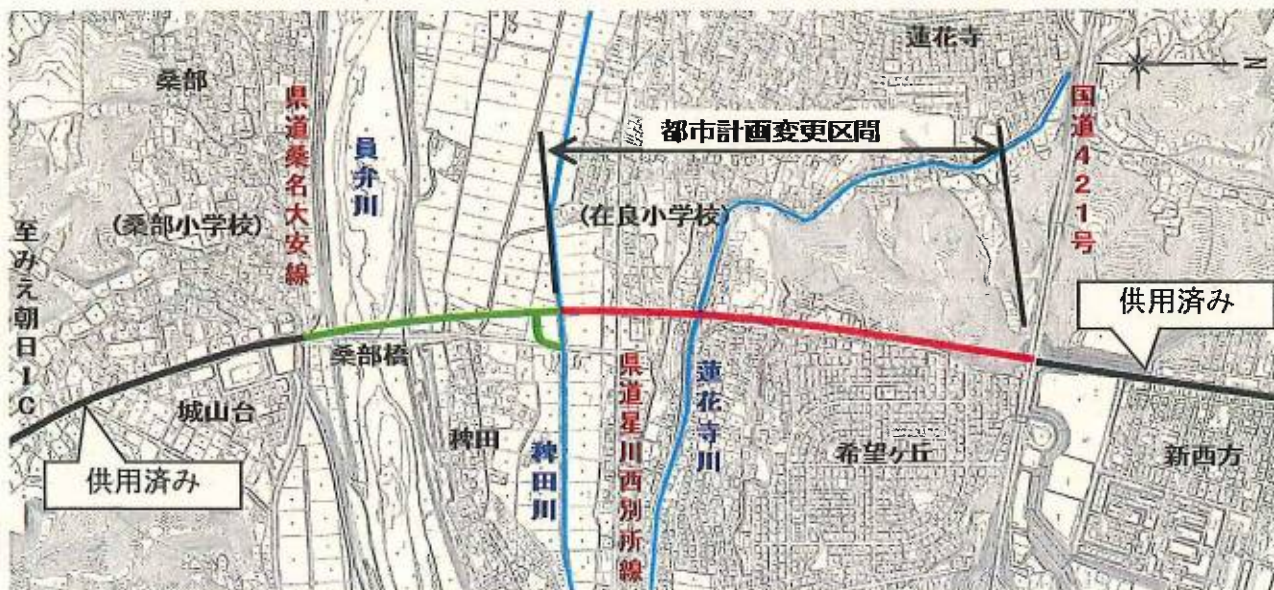 蓮花寺
N
桑部
県道桑名大安線
員弁川
都市計画変更区間
国道421号
至みえ朝日IC
(桑部小学校)
(在良小学校)
供用済み
桑部橋
県道星川西別所線
蓮花寺川
城山台
稗田
稗田川
希望ヶ丘
新西方
供用済み